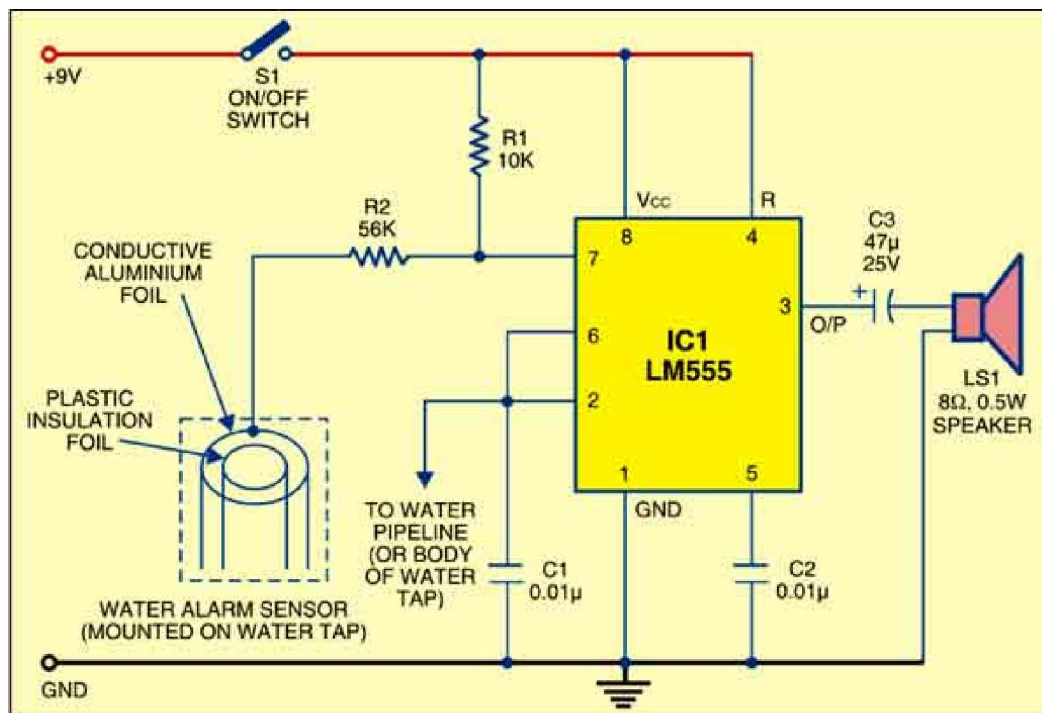 +9V
S1
ON/OFF
SWITCH
R1
10K
R2
56K
CONDUCTIVE
ALUMINIUM
FOIL
PLASTIC
INSULATION
FOIL
WATER ALARM SENSOR
(MOUNTED ON WATER TAP)
TO WATER
PIPELINE
(OR BODY
OF WATER
TAP)
C1
0.01µ
VCC
R
8
4
7
6
2
3
1
5
IC1
LM555
O/P
GND
C2
0.01µ
C3
47µ
25V
+
LS1
8Ω, 0.5W
SPEAKER
GND